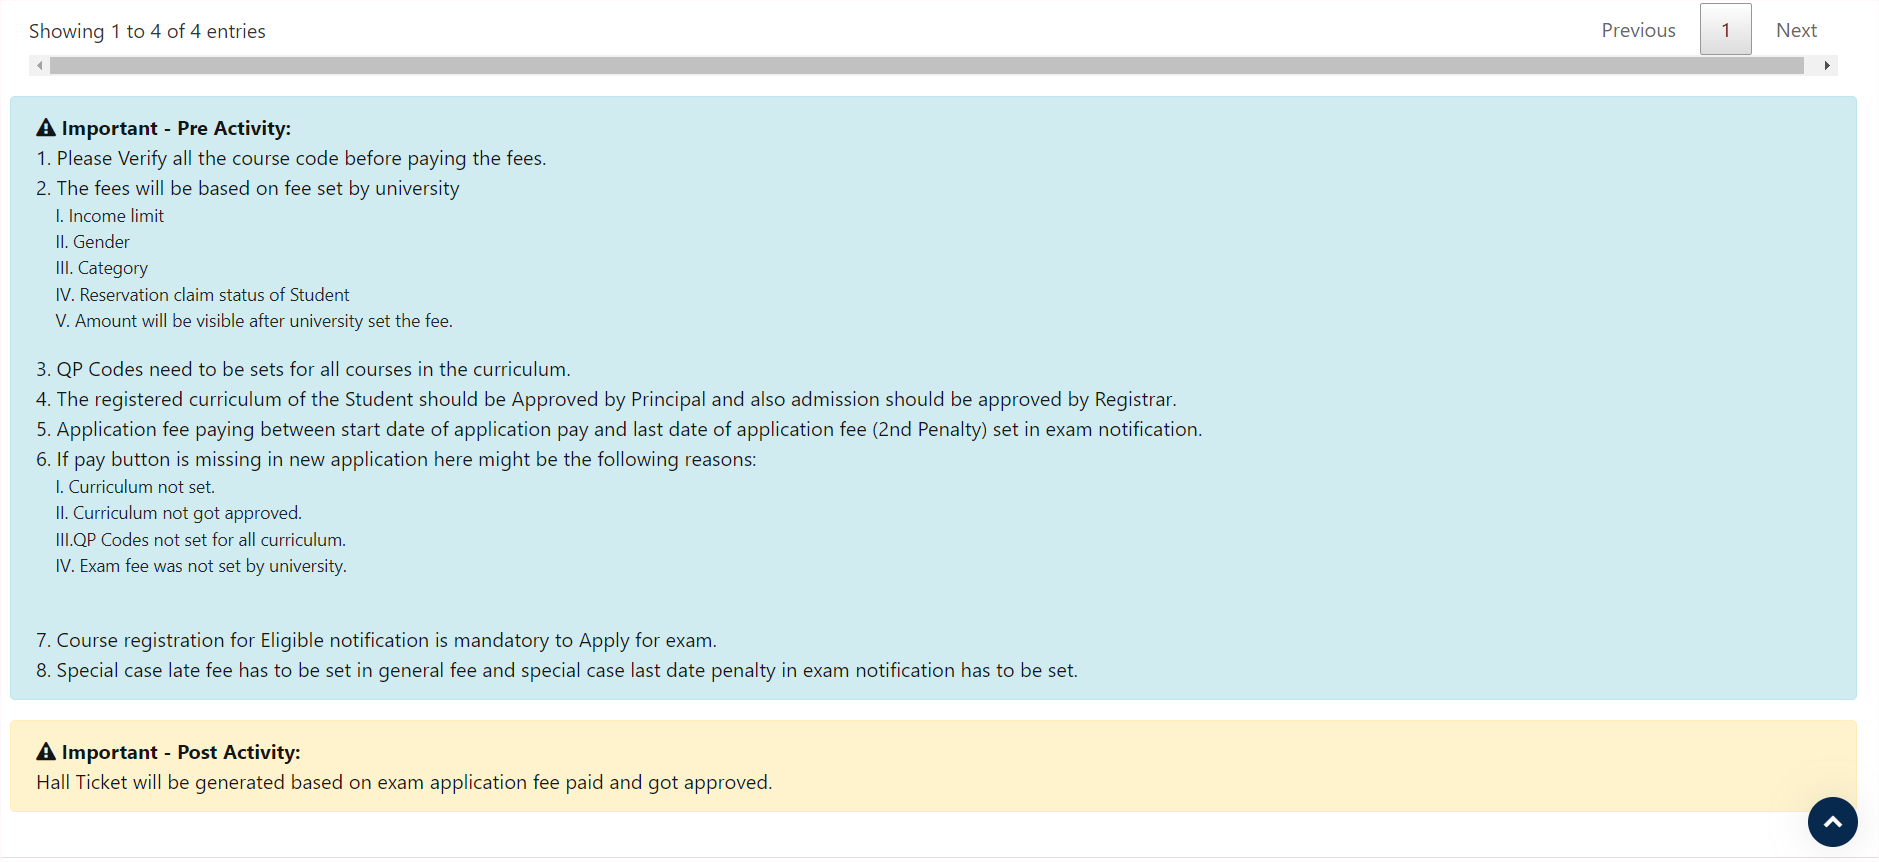 Showing 1 to 4 of 4 entries
Previous 1 Next
Important - Pre Activity:
1. Please Verify all the course code before paying the fees.
2. The fees will be based on fee set by university
I. Income limit
II. Gender
III. Category
IV. Reservation claim status of Student
V. Amount will be visible after university set the fee.
3. QP Codes need to be sets for all courses in the curriculum.
4. The registered curriculum of the Student should be Approved by Principal and also admission should be approved by Registrar.
5. Application fee paying between start date of application pay and last date of application fee (2nd Penalty) set in exam notification.
6. If pay button is missing in new application here might be the following reasons:
I. Curriculum not set.
II. Curriculum not got approved.
III.QP Codes not set for all curriculum.
IV. Exam fee was not set by university.
7. Course registration for Eligible notification is mandatory to Apply for exam.
8. Special case late fee has to be set in general fee and special case last date penalty in exam notification has to be set.
Important - Post Activity:
Hall Ticket will be generated based on exam application fee paid and got approved.